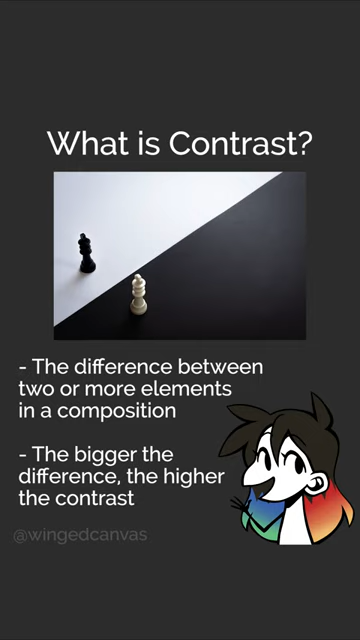 What is Contrast?
- The difference between
two or more elements
in a composition
- The bigger the
difference, the higher
the contrast
@wingedcanvas